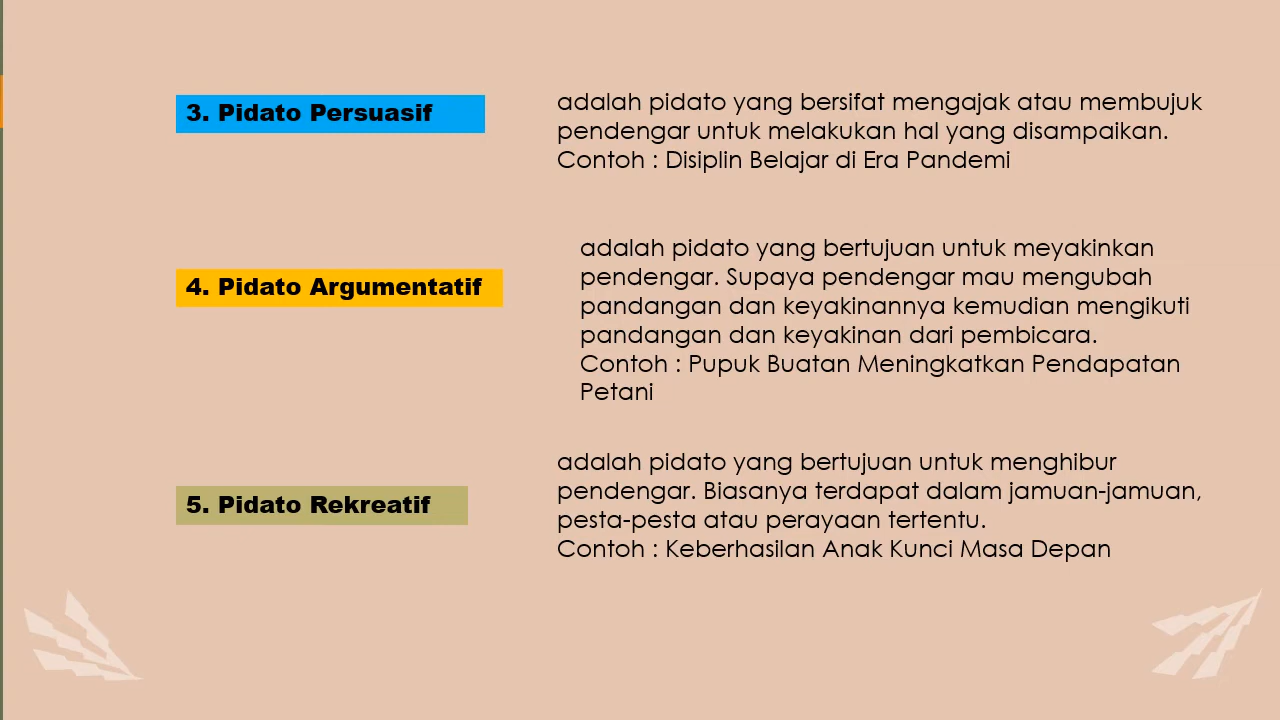 3. Pidato Persuasif
adalah pidato yang bersifat mengajak atau membujuk
pendengar untuk melakukan hal yang disampaikan.
Contoh : Disiplin Belajar di Era Pandemi
4. Pidato Argumentatif
adalah pidato yang bertujuan untuk meyakinkan
pendengar. Supaya pendengar mau mengubah
pandangan dan keyakinannya kemudian mengikuti
pandangan dan keyakinan dari pembicara.
Contoh : Pupuk Buatan Meningkatkan Pendapatan
Petani
5. Pidato Rekreatif
adalah pidato yang bertujuan untuk menghibur
pendengar. Biasanya terdapat dalam jamuan-jamuan,
pesta-pesta atau perayaan tertentu.
Contoh : Keberhasilan Anak Kunci Masa Depan